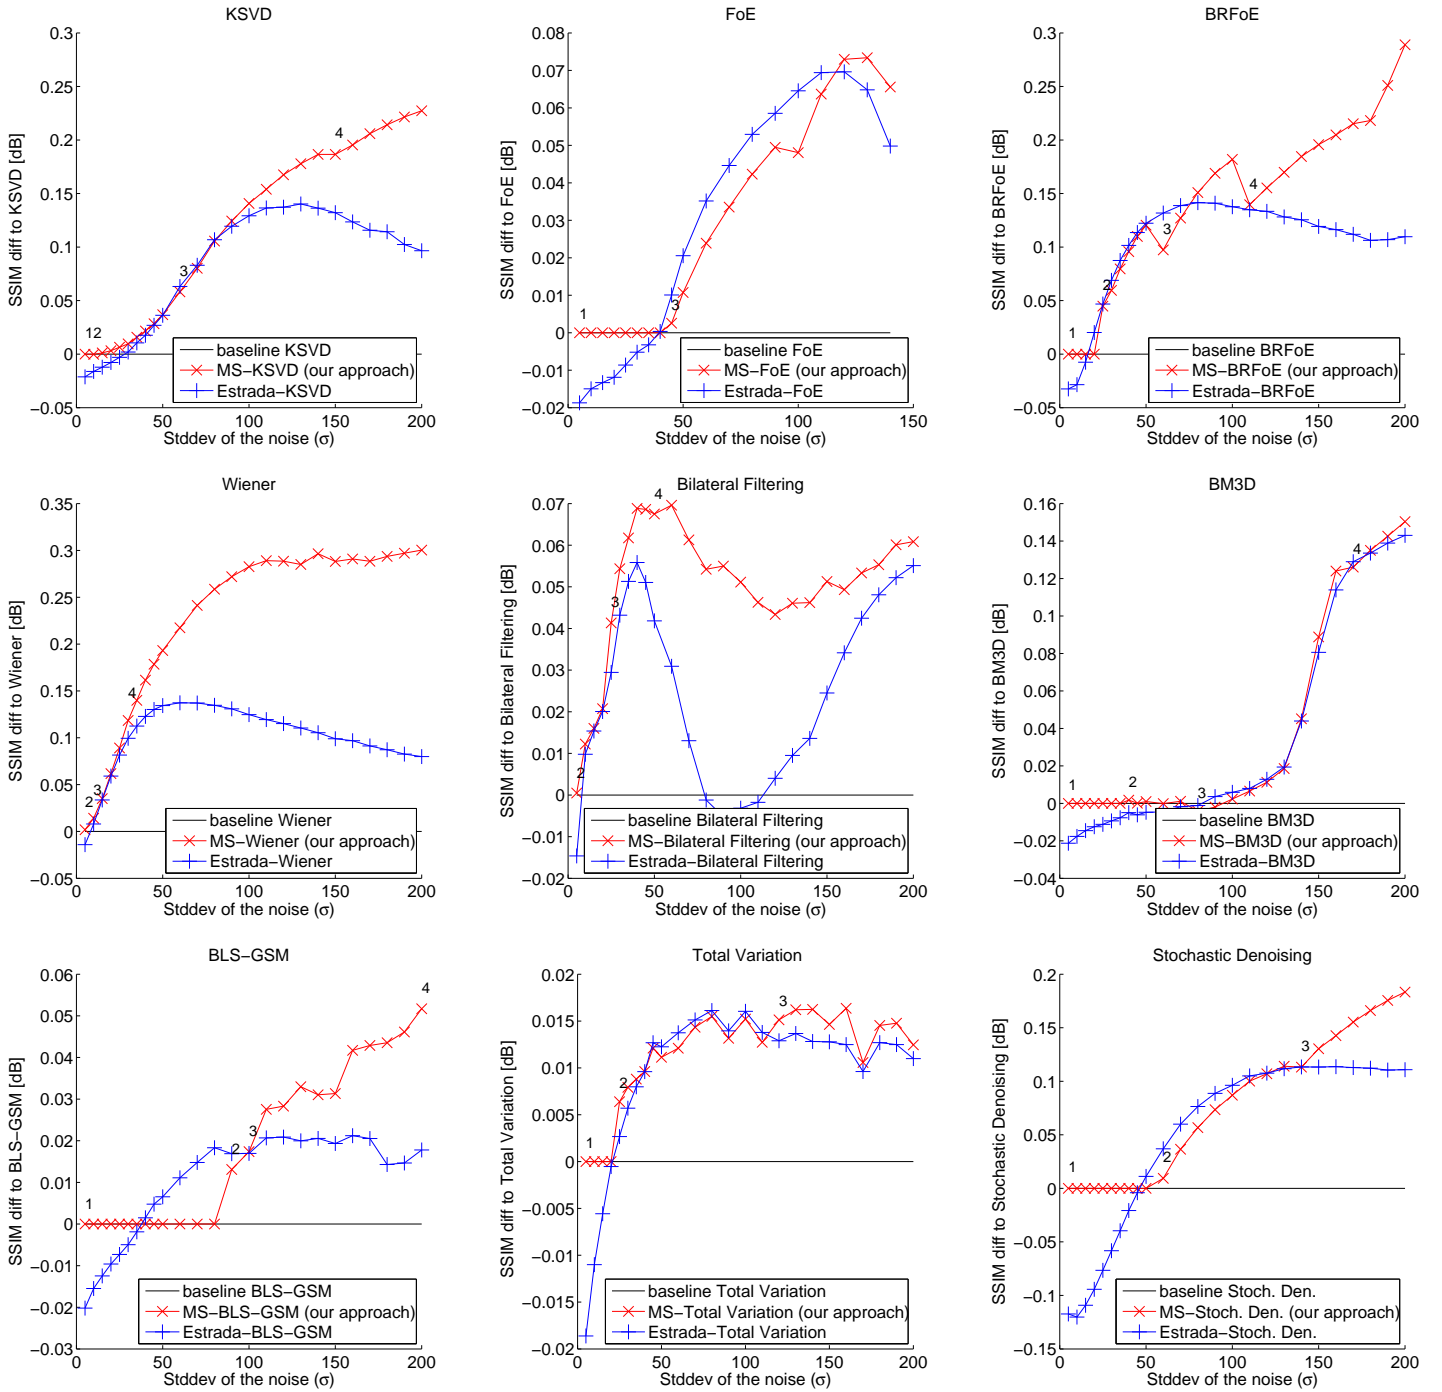 KSVD
SSIM diff to KSVD [dB]
0.3
0.25
0.2
0.15
0.1
0.05
0
−0.05
1 2
3
4
baseline KSVD
MS−KSVD (our approach)
Estrada−KSVD
0 50 100 150 200
Stddev of the noise (σ)
FoE
SSIM diff to FoE [dB]
0.08
0.07
0.06
0.05
0.04
0.03
0.02
0.01
0
−0.01
−0.02
1
3
baseline FoE
MS−FoE (our approach)
Estrada−FoE
0 50 100 150
Stddev of the noise (σ)
BRFoE
SSIM diff to BRFoE [dB]
0.3
0.25
0.2
0.15
0.1
0.05
0
−0.05
1
2
3
4
baseline BRFoE
MS−BRFoE (our approach)
Estrada−BRFoE
0 50 100 150 200
Stddev of the noise (σ)
Wiener
SSIM diff to Wiener [dB]
0.35
0.3
0.25
0.2
0.15
0.1
0.05
0
−0.05
2
3
4
baseline Wiener
MS−Wiener (our approach)
Estrada−Wiener
0 50 100 150 200
Stddev of the noise (σ)
Bilateral Filtering
SSIM diff to Bilateral Filtering [dB]
0.07
0.06
0.05
0.04
0.03
0.02
0.01
0
−0.01
−0.02
2
3
4
baseline Bilateral Filtering
MS−Bilateral Filtering (our approach)
Estrada−Bilateral Filtering
0 50 100 150 200
Stddev of the noise (σ)
BM3D
SSIM diff to BM3D [dB]
0.16
0.14
0.12
0.1
0.08
0.06
0.04
0.02
0
−0.02
−0.04
1
2
3
4
baseline BM3D
MS−BM3D (our approach)
Estrada−BM3D
0 50 100 150 200
Stddev of the noise (σ)
BLS−GSM
SSIM diff to BLS−GSM [dB]
0.06
0.05
0.04
0.03
0.02
0.01
0
−0.01
−0.02
−0.03
1
2
3
4
baseline BLS−GSM
MS−BLS−GSM (our approach)
Estrada−BLS−GSM
0 50 100 150 200
Stddev of the noise (σ)
Total Variation
SSIM diff to Total Variation [dB]
0.02
0.015
0.01
0.005
0
−0.005
−0.01
−0.015
−0.02
1
2
3
baseline Total Variation
MS−Total Variation (our approach)
Estrada−Total Variation
0 50 100 150 200
Stddev of the noise (σ)
Stochastic Denoising
SSIM diff to Stochastic Denoising [dB]
0.2
0.15
0.1
0.05
0
−0.05
−0.1
−0.15
1
2
3
baseline Stoch. Den.
MS−Stoch. Den. (our approach)
Estrada−Stoch. Den.
0 50 100 150 200
Stddev of the noise (σ)